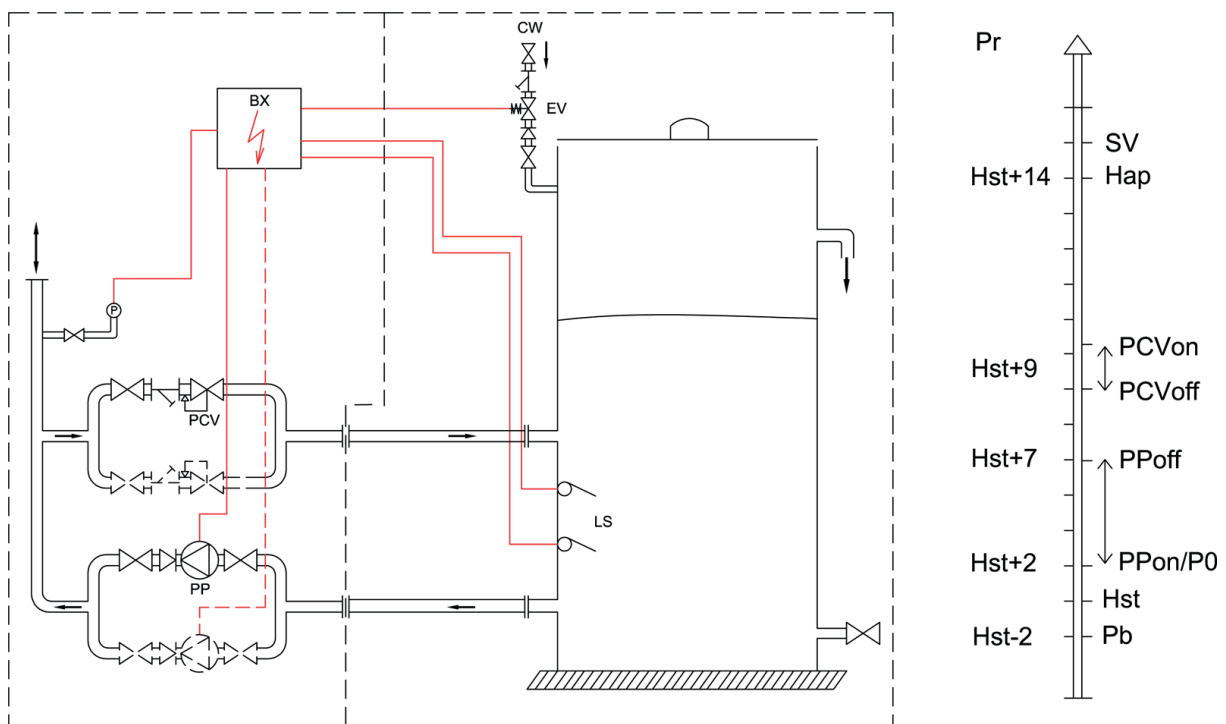 CW
BX
EV
P
PCV
LS
PP
Pr
SV
Hst+14 Hap
PCVon
Hst+9
PCVoff
Hst+7 PPoff
Hst+2 PPon/P0
Hst
Hst-2 Pb